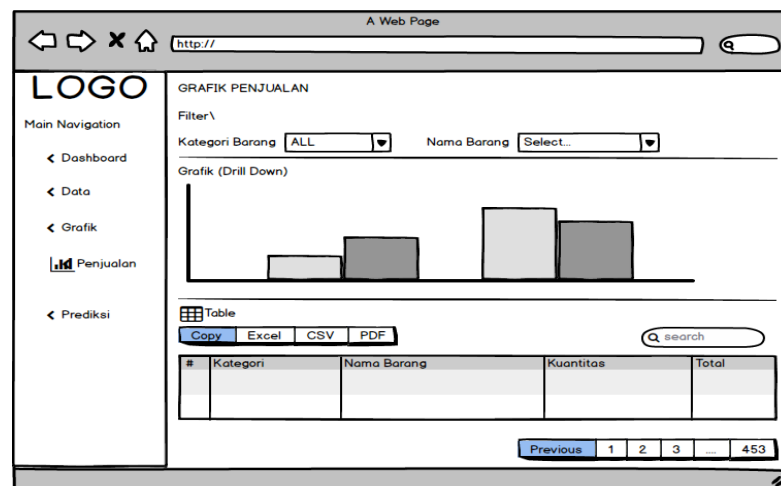 A Web Page
http://
LOGO
Main Navigation
Dashboard
Data
Grafik
Penjualan
Prediksi
GRAFIK PENJUALAN
Filter\
Kategori Barang ALL Nama Barang Select...
Grafik (Drill Down)
Table
Copy Excel CSV PDF search
# Kategori Nama Barang Kuantitas Total
Previous 1 2 3 .... 453